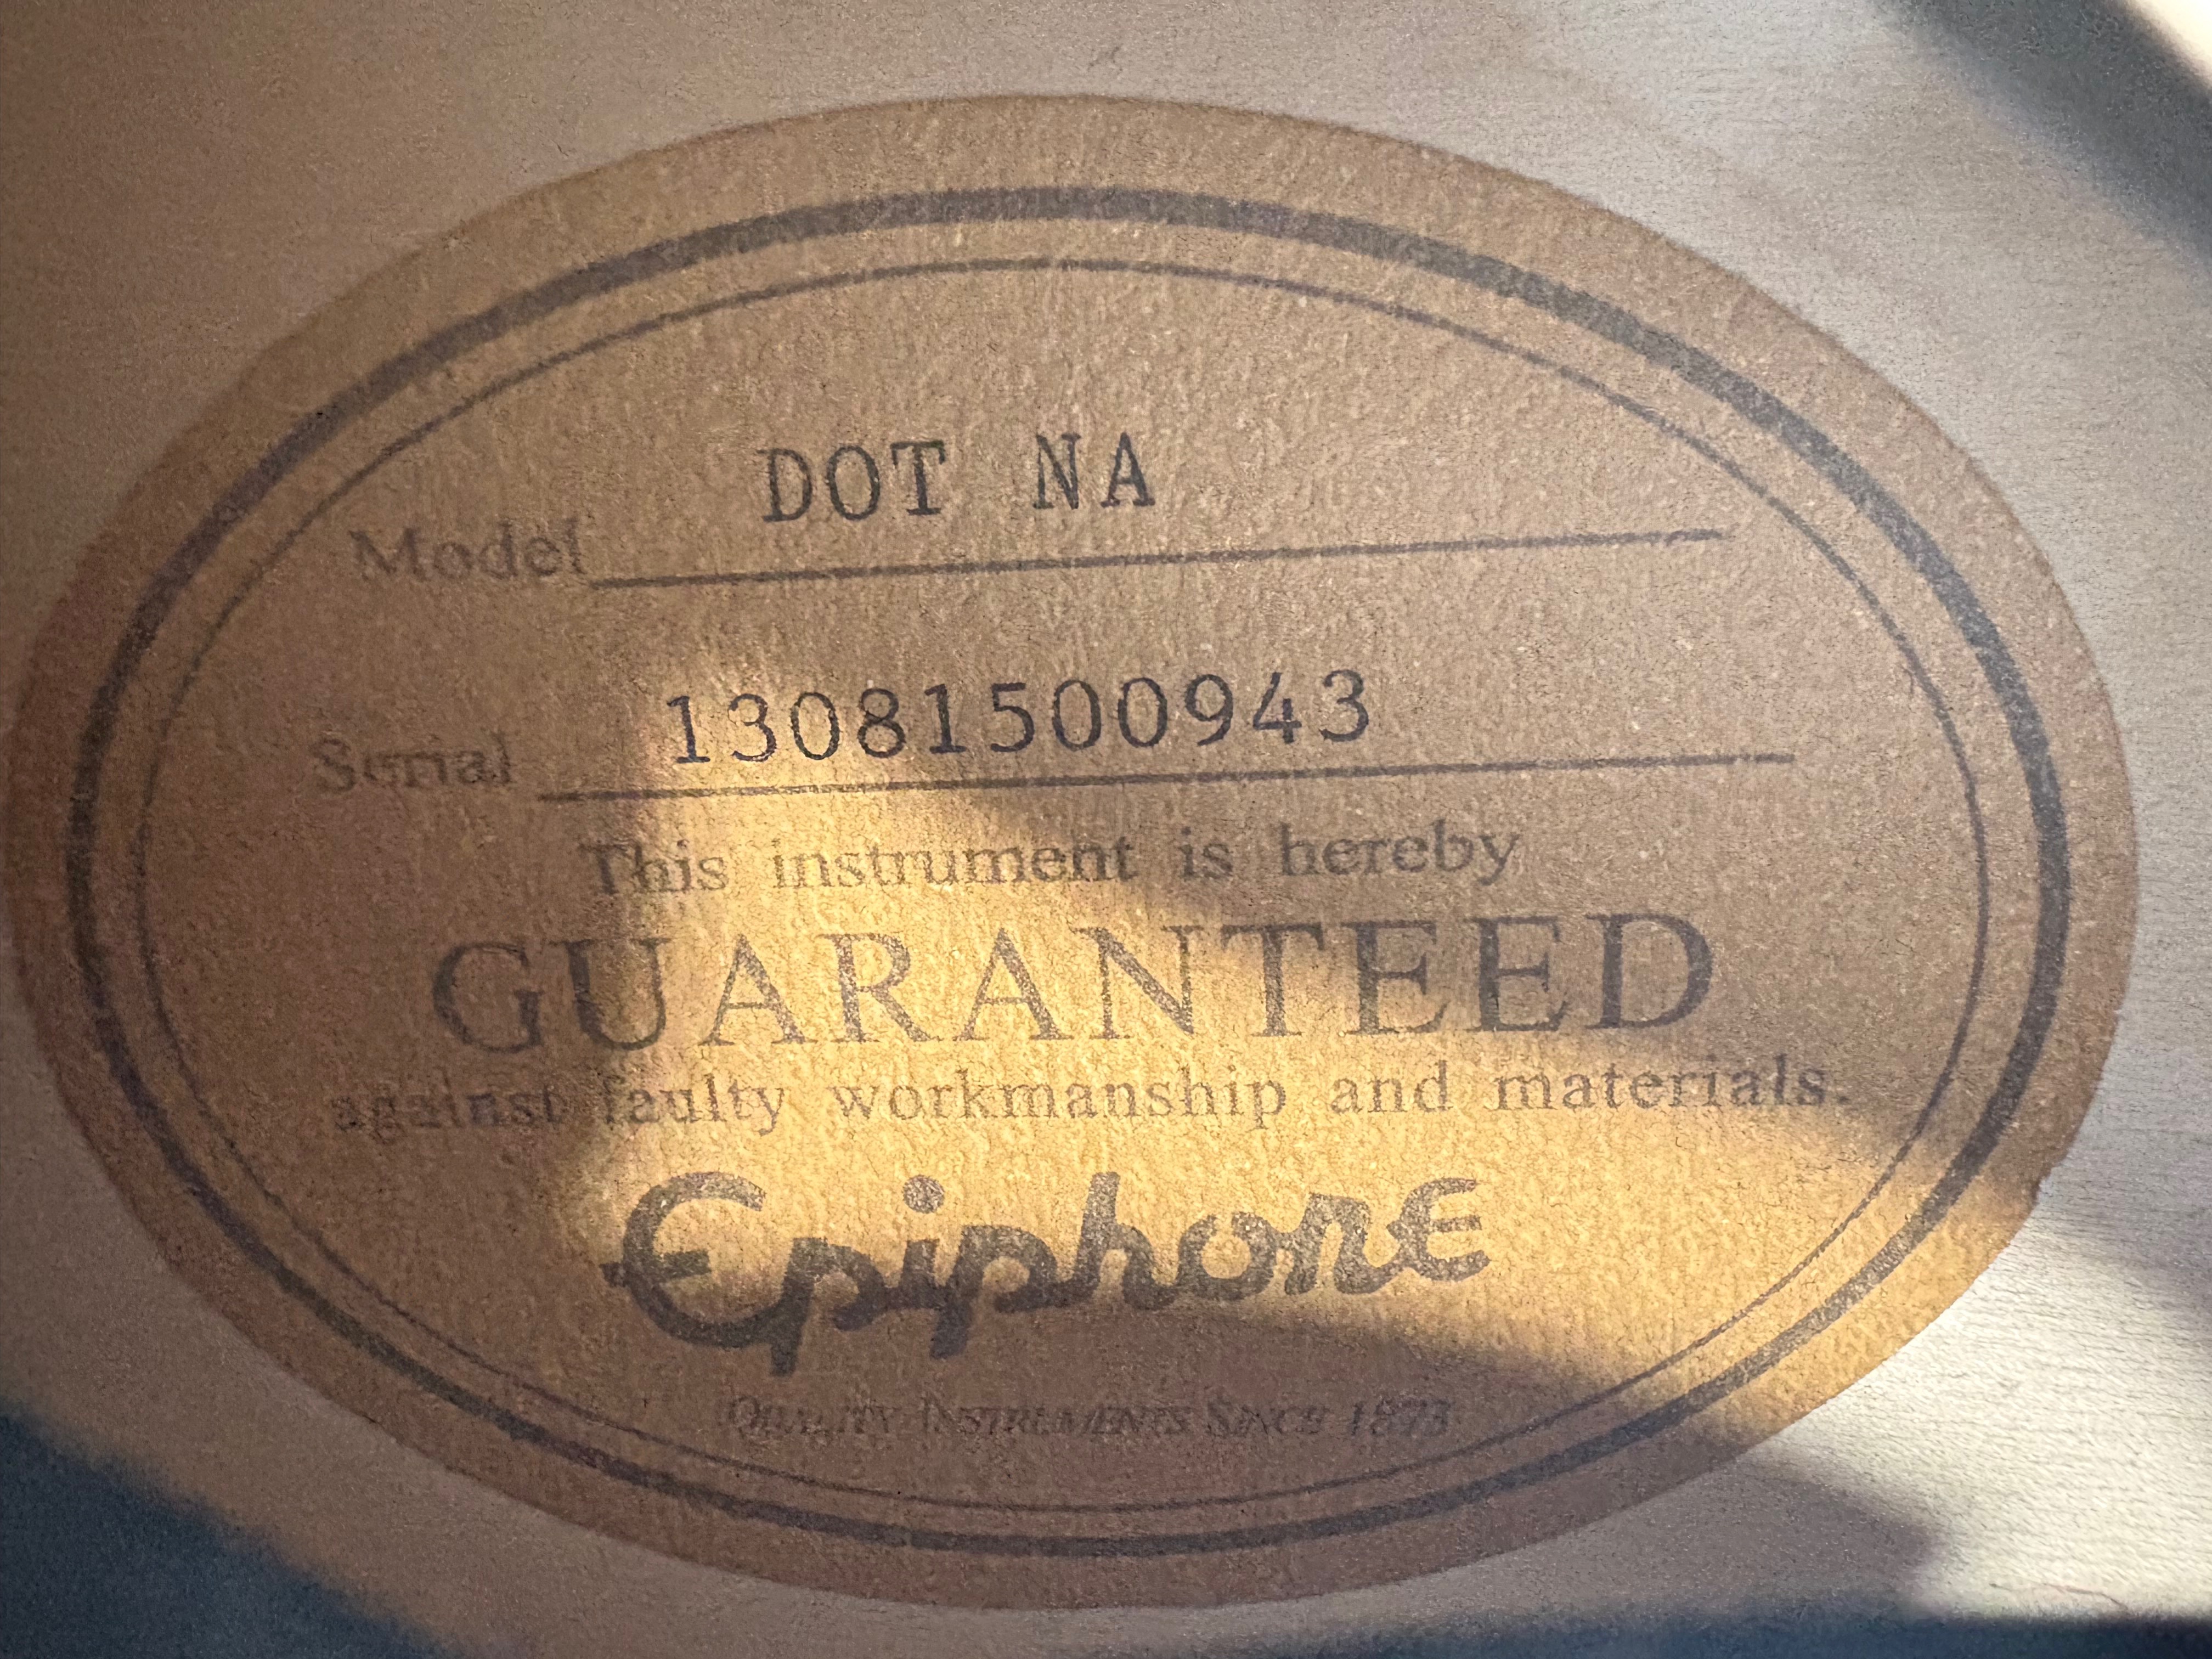 Model DOT NA
Serial 13081500943
This instrument is hereby
GUARANTEED
against faulty workmanship and materials.
Epiphone
QUALITY INSTRUMENTS SINCE 1873